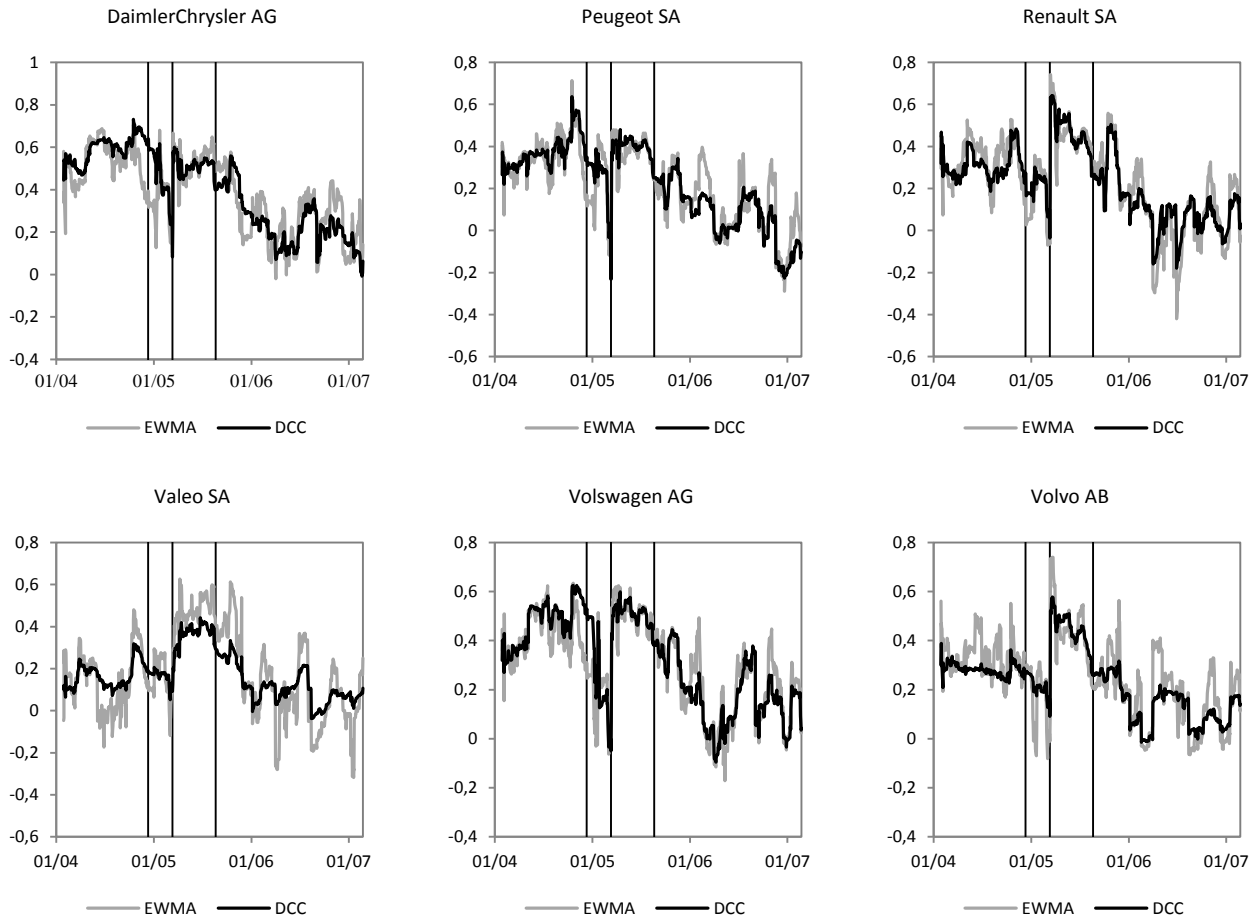 DaimlerChrysler AG
1
0,8
0,6
0,4
0,2
0
-0,2
-0,4
01/04 01/05 01/06 01/07
EWMA DCC
Peugeot SA
0,8
0,6
0,4
0,2
0
-0,2
-0,4
-0,6
01/04 01/05 01/06 01/07
EWMA DCC
Renault SA
0,8
0,6
0,4
0,2
0
-0,2
-0,4
-0,6
01/04 01/05 01/06 01/07
EWMA DCC
Valeo SA
0,8
0,6
0,4
0,2
0
-0,2
-0,4
-0,6
01/04 01/05 01/06 01/07
EWMA DCC
Volswagen AG
0,8
0,6
0,4
0,2
0
-0,2
-0,4
01/04 01/05 01/06 01/07
EWMA DCC
Volvo AB
0,8
0,6
0,4
0,2
0
-0,2
-0,4
01/04 01/05 01/06 01/07
EWMA DCC